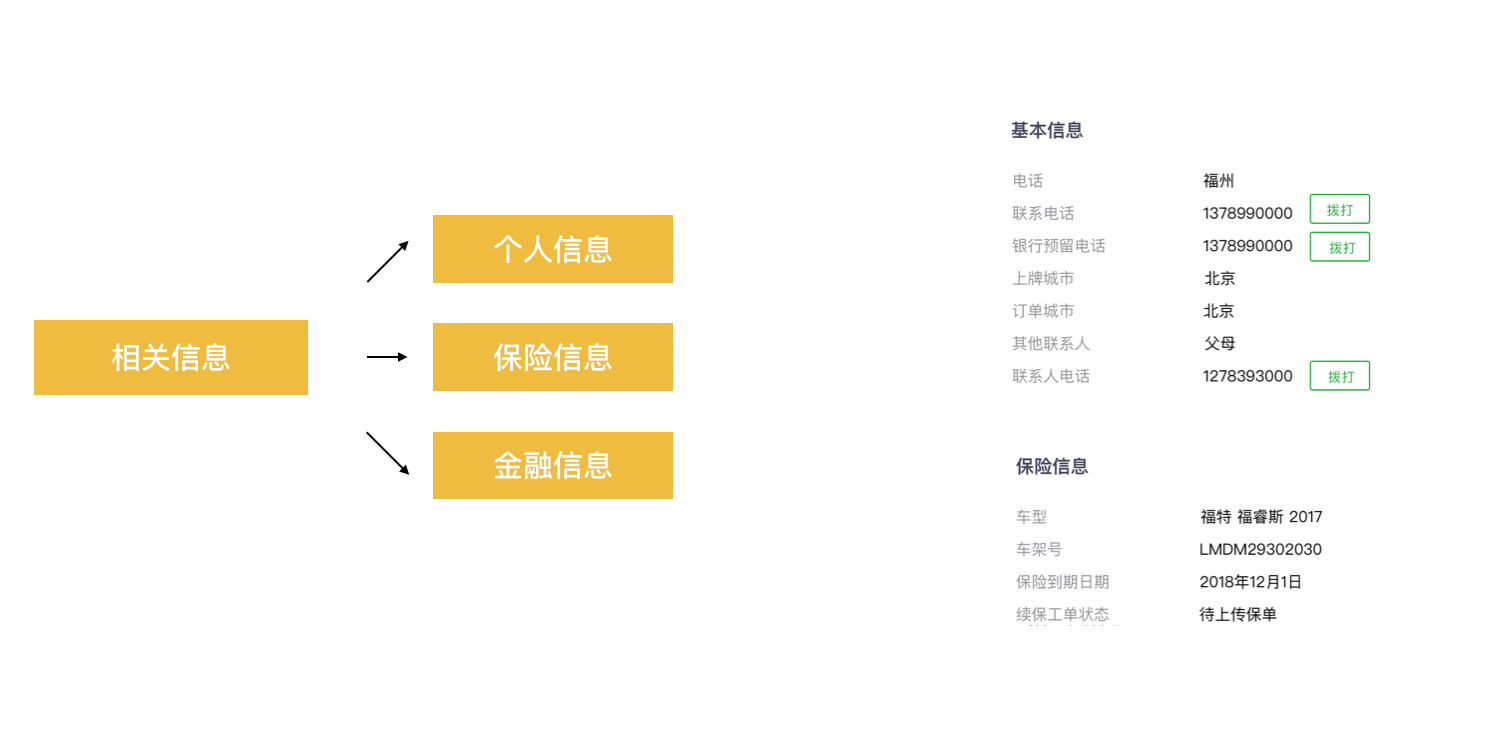 相关信息
个人信息
保险信息
金融信息
基本信息
电话 福州
联系电话 1378990000 拨打
银行预留电话 1378990000 拨打
上牌城市 北京
订单城市 北京
其他联系人 父母
联系人电话 1278393000 拨打
保险信息
车型 福特 福睿斯 2017
车架号 LMDM29302030
保险到期日期 2018年12月1日
续保工单状态 待上传保单